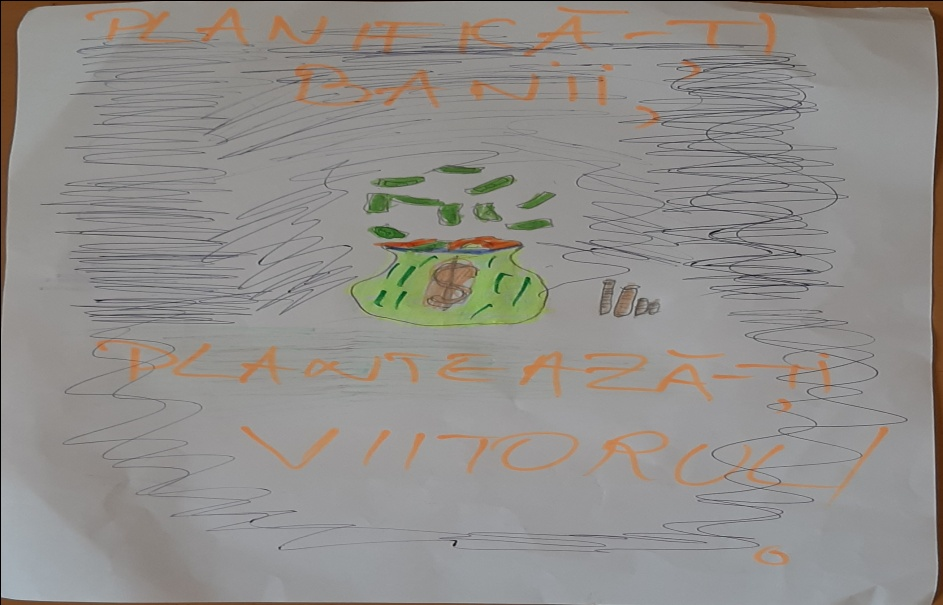 PLANIFICĂ-ȚI
BANII,
$
PLANTEAZĂ-ȚI
VIITORUL!